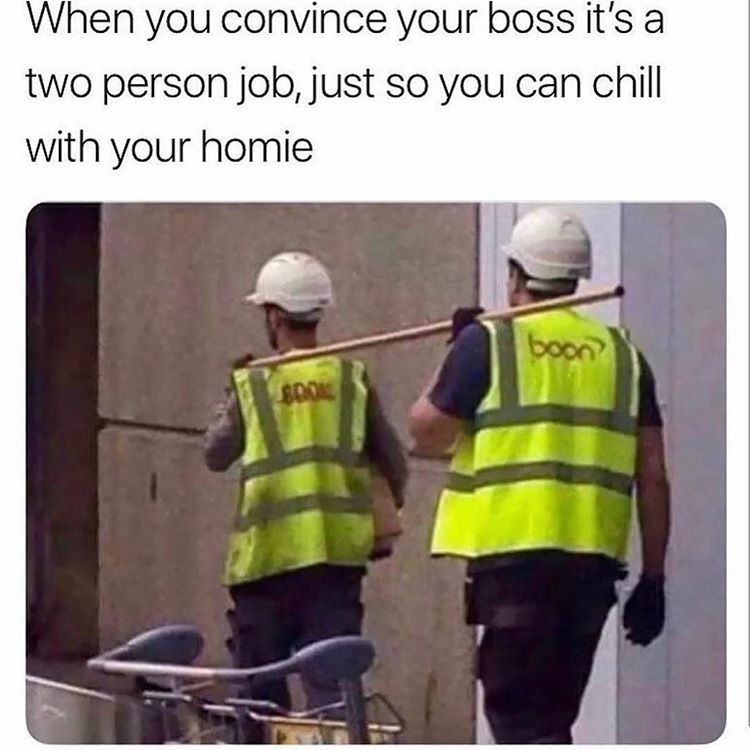 When you convince your boss it's a
two person job, just so you can chill
with your homie
boon